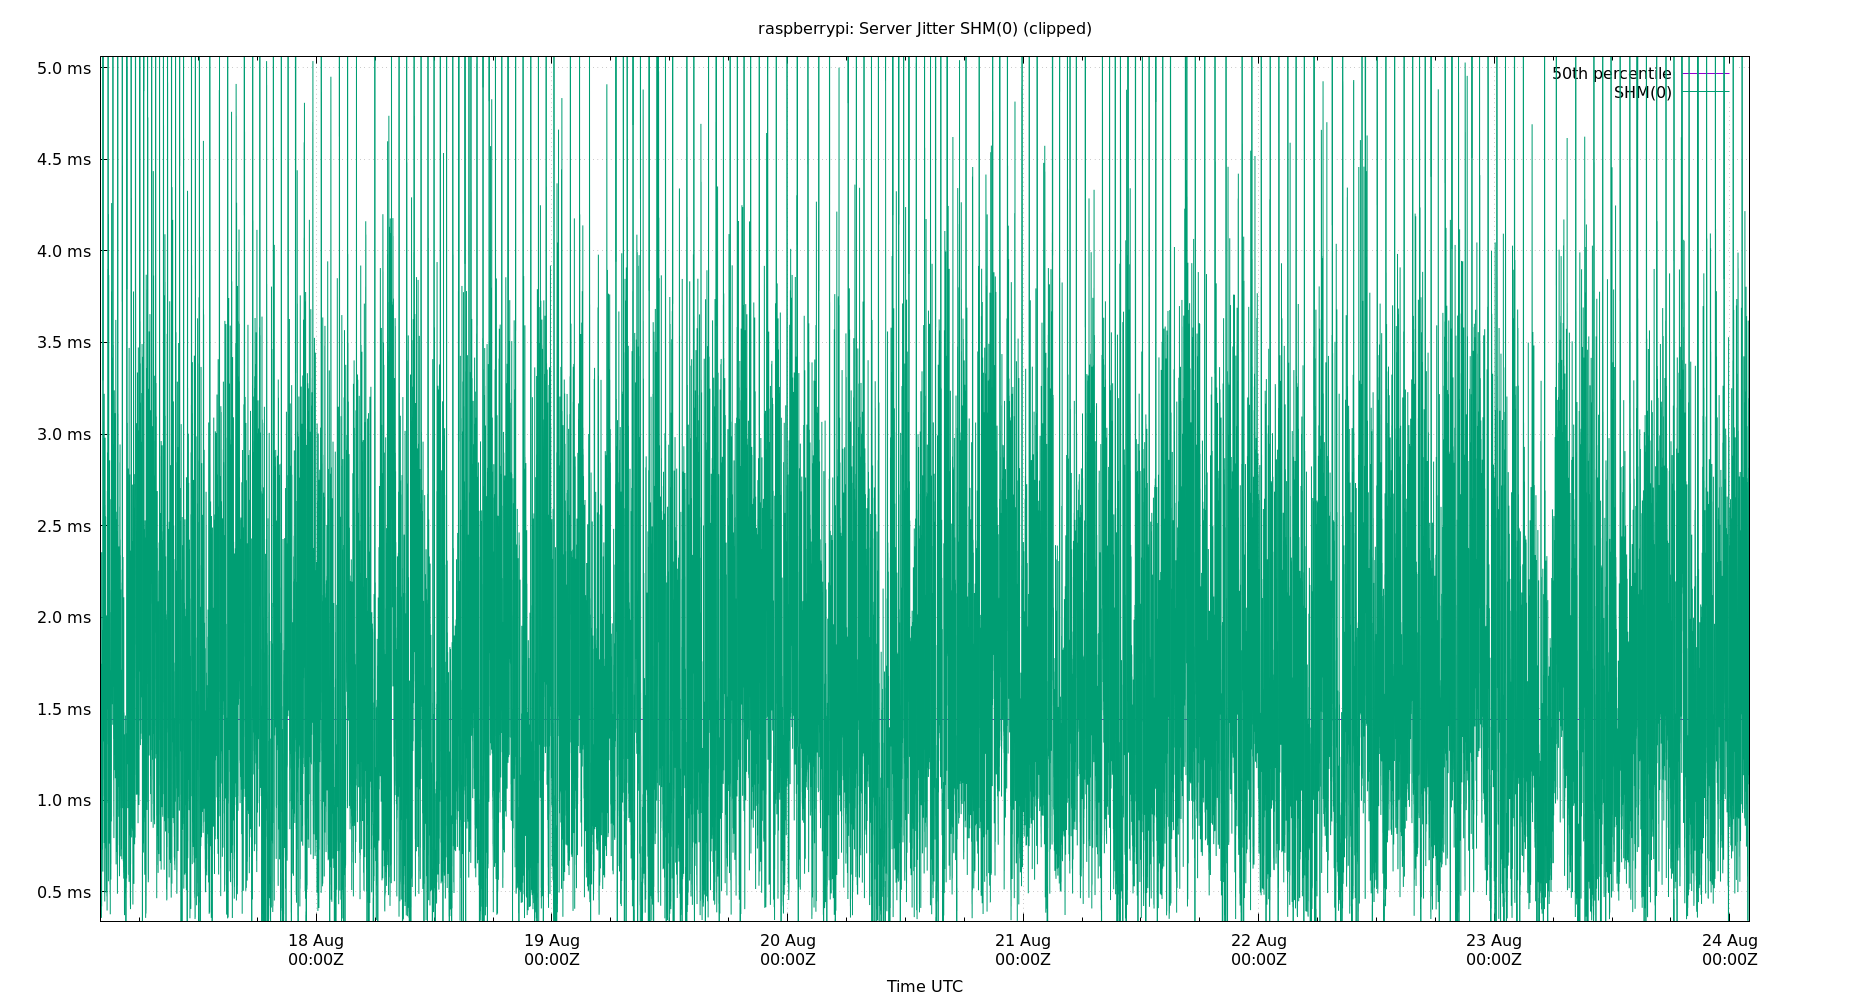 raspberrypi: Server Jitter SHM(0) (clipped)
5.0 ms
4.5 ms
4.0 ms
3.5 ms
3.0 ms
2.5 ms
2.0 ms
1.5 ms
1.0 ms
0.5 ms
50th percentile
SHM(0)
18 Aug 19 Aug 20 Aug 21 Aug 22 Aug 23 Aug 24 Aug
00:00Z 00:00Z 00:00Z 00:00Z 00:00Z 00:00Z 00:00Z
Time UTC